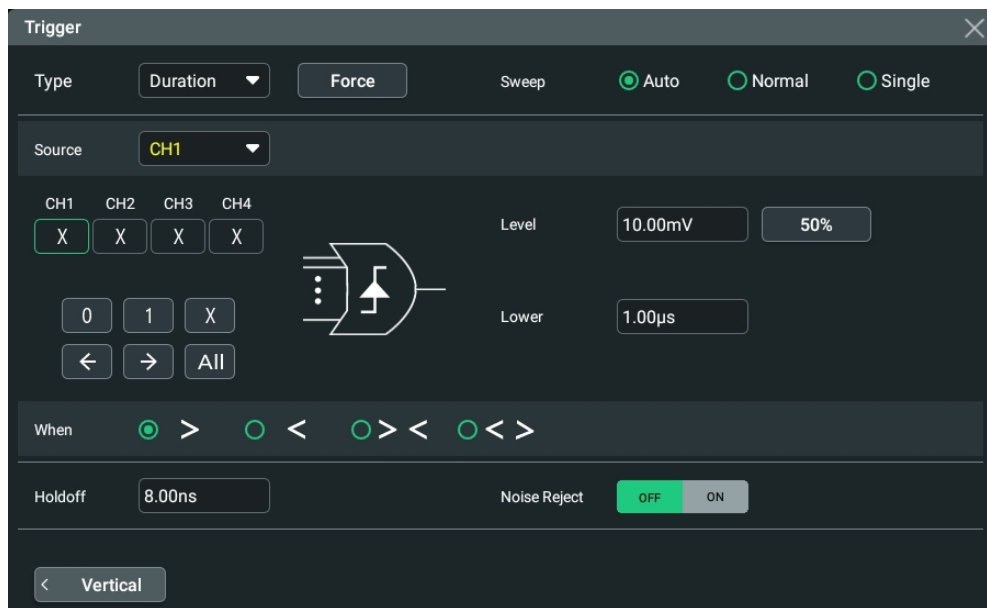 Trigger
Type Duration Force Sweep Auto Normal Single
Source CH1
CH1 CH2 CH3 CH4
X X X X
Level 10.00mV 50%
0 1 X
Lower 1.00µs
← → All
When > < > < < >
Holdoff 8.00ns Noise Reject OFF ON
< Vertical